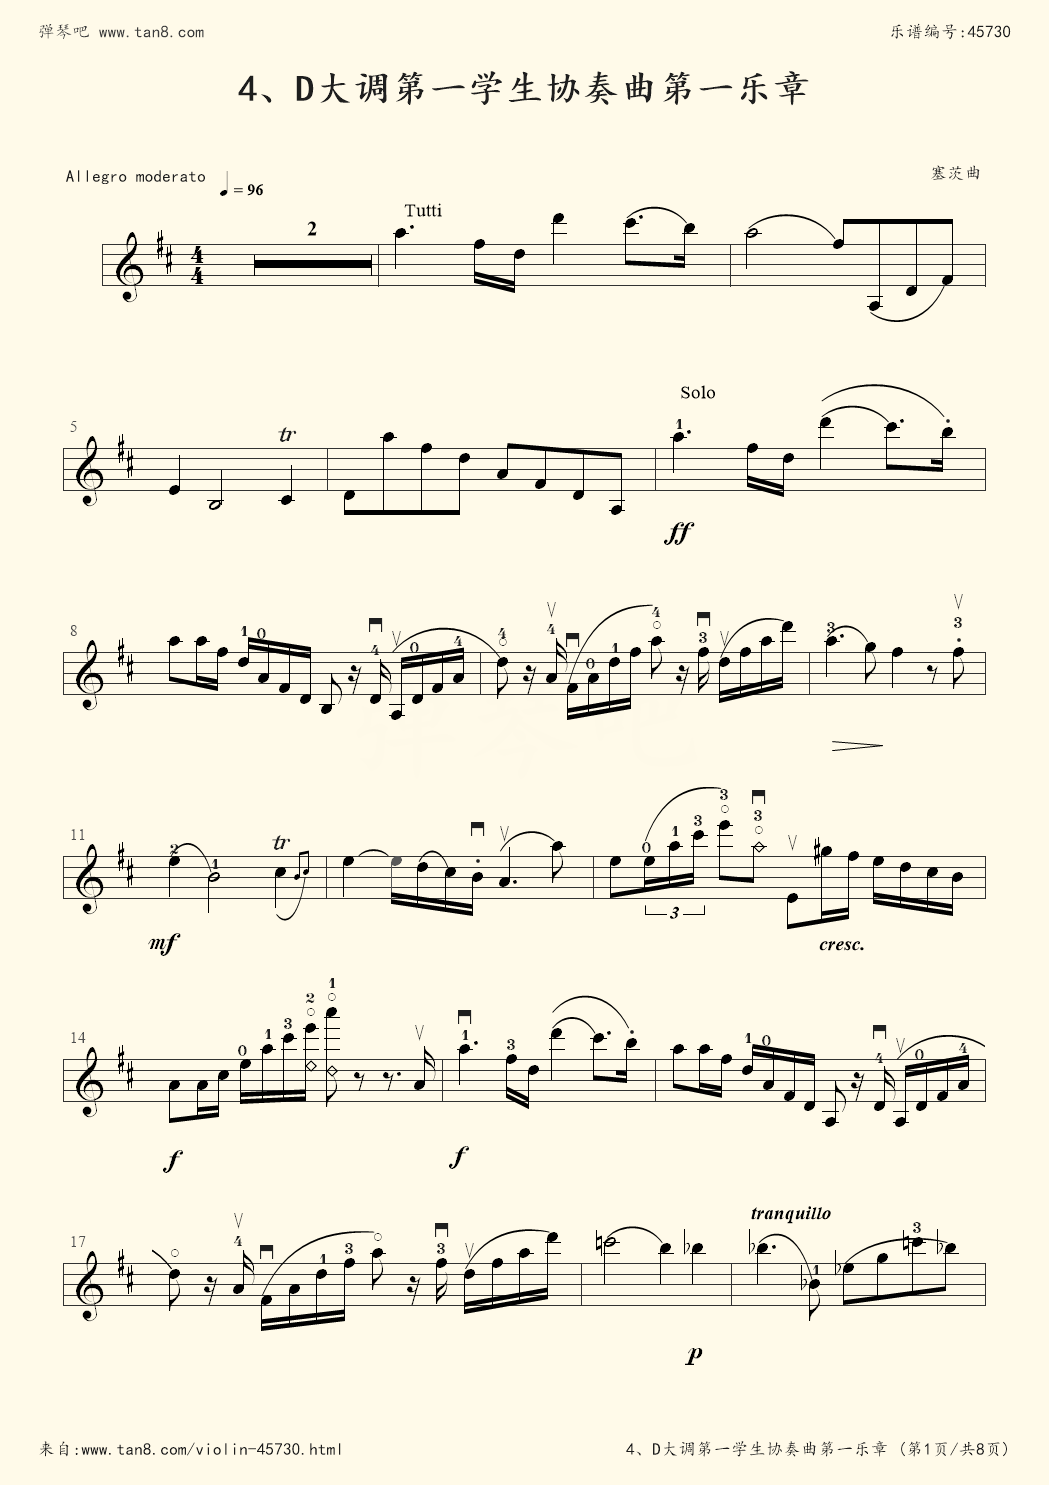 弹琴吧 www.tan8.com 乐谱编号:45730
4、D大调第一学生协奏曲第一乐章
Allegro moderato ♩ = 96 塞茨曲
2 Tutti
4
4
5 tr Solo
1
ff
8 1 0 4 0 4 4 4 0 1 4 3 3 3
11 2 1 tr 0 1 3 3 3
3
mf cresc.
14 0 1 3 2 1 1 3 1 0 4 0 4
f f
tranquillo
17 4 1 3 3 1 3
p
来自:www.tan8.com/violin-45730.html 4、D大调第一学生协奏曲第一乐章 (第1页/共8页)